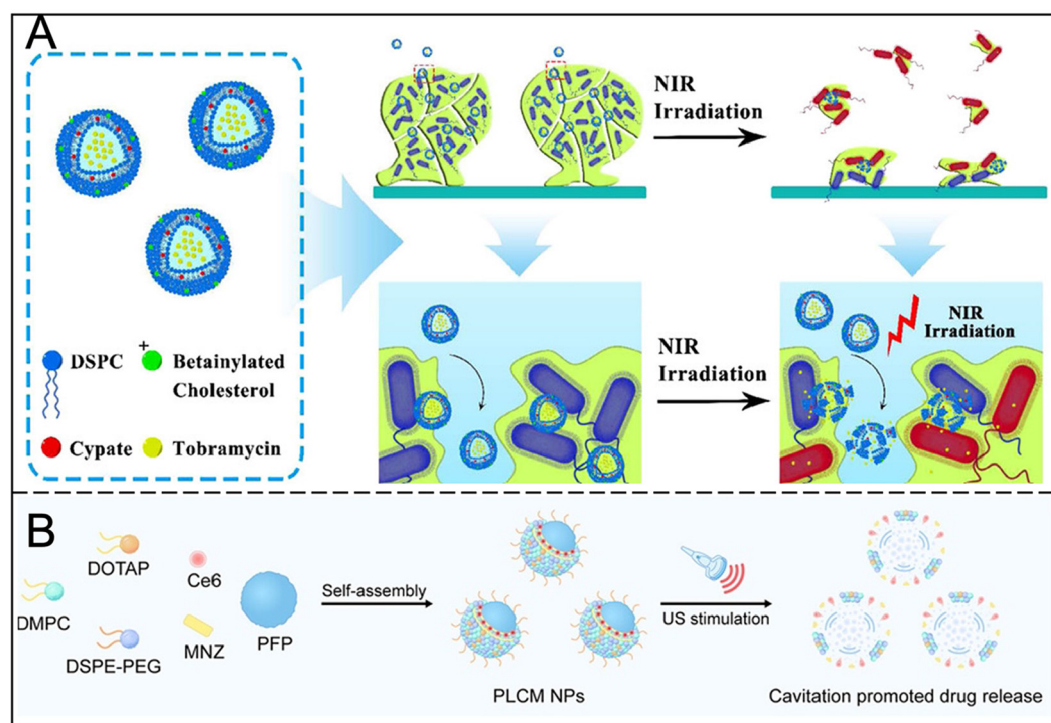 A
NIR
Irradiation
DSPC
+
Betainylated
Cholesterol
Cypate
Tobramycin
NIR
Irradiation
NIR
Irradiation
B
DOTAP
DMPC
DSPE-PEG
Ce6
MNZ
PFP
Self-assembly
PLCM NPs
US stimulation
Cavitation promoted drug release